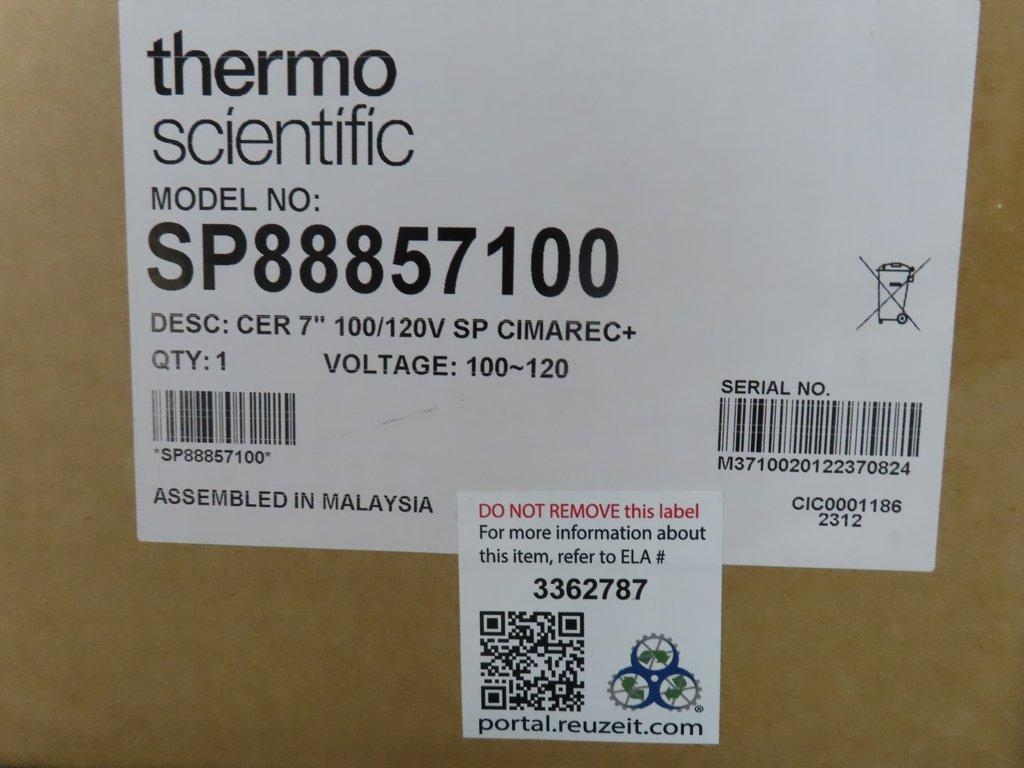 thermo
scientific
MODEL NO:
SP88857100
DESC: CER 7" 100/120V SP CIMAREC+
QTY: 1 VOLTAGE: 100~120
*SP88857100*
SERIAL NO.
M3710020122370824
ASSEMBLED IN MALAYSIA
CIC0001186
2312
DO NOT REMOVE this label
For more information about
this item, refer to ELA #
3362787
®
portal.reuzeit.com